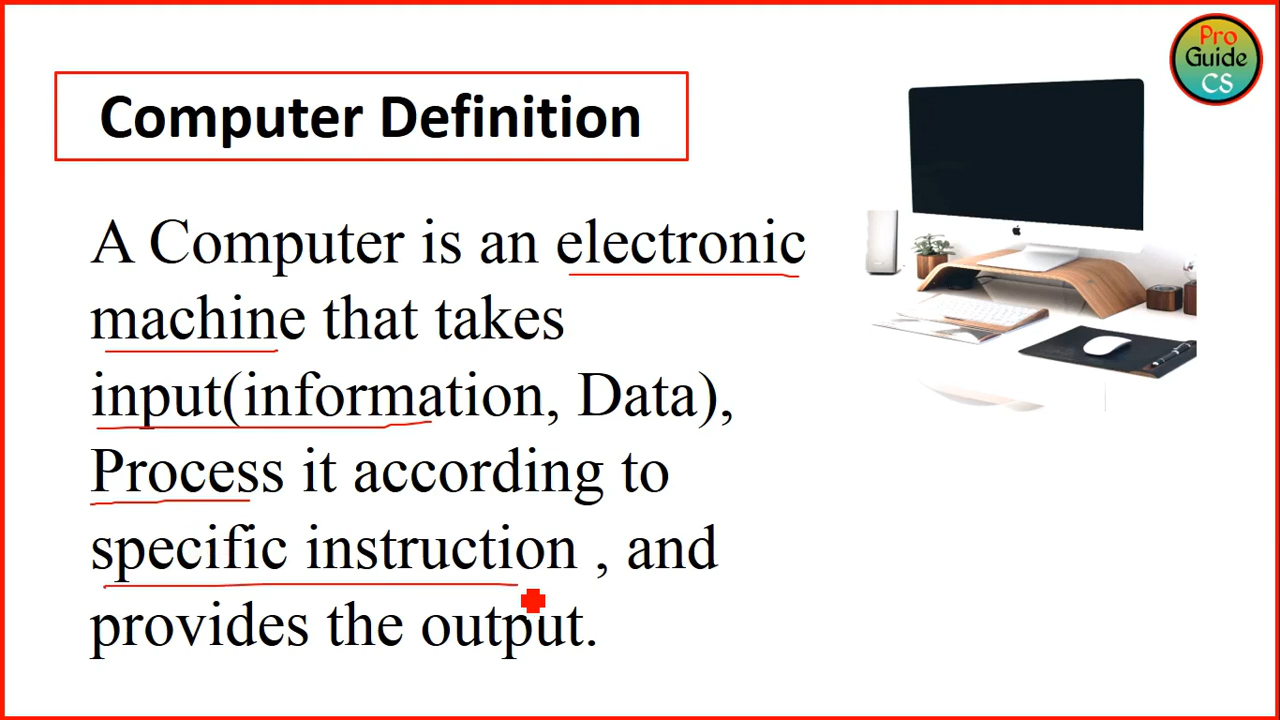 Pro
Guide
CS
Computer Definition
A Computer is an electronic
machine that takes
input(information, Data),
Process it according to
specific instruction , and
provides the output.